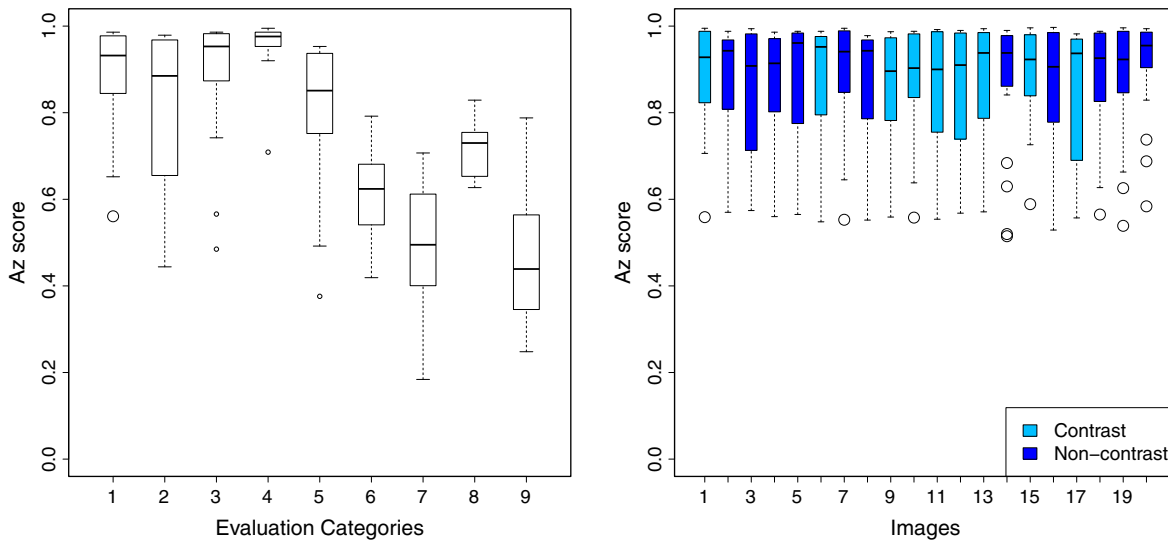 1.0
0.8
0.6
0.4
0.2
0.0
Az score
1 2 3 4 5 6 7 8 9
Evaluation Categories
1.0
0.8
0.6
0.4
0.2
0.0
Az score
Contrast
Non−contrast
1 3 5 7 9 11 13 15 17 19
Images